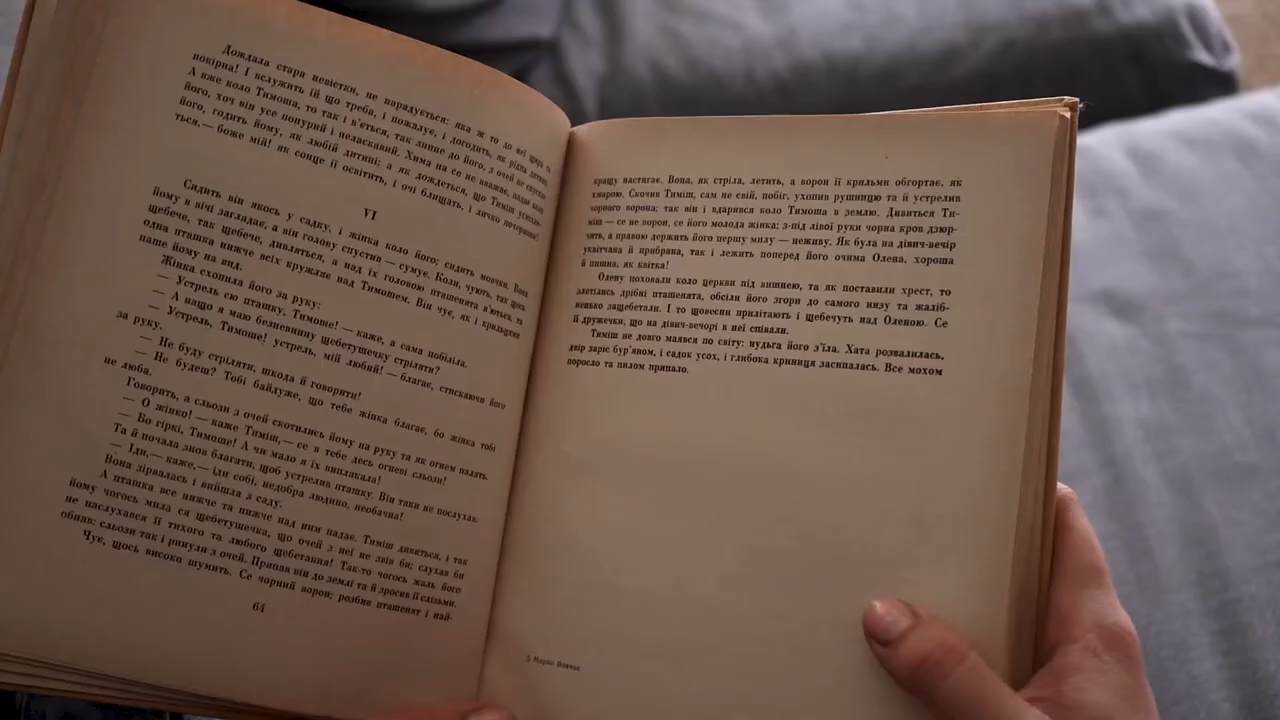 Дождала стара невістки, не нарадується: яка ж то до неї щира та
покірна! І вслужить їй що треба, і пожалує, і догодить, як рідна дитина.
А вже коло Тимоша, то так і в'ється, так липне до його, з очей не спускає
його, хоч він усе понурий і неласкавий. Хима на се не вважає, падає коло
його, годить йому, як любій дитині; а як дождеться, що Тиміш усміхне-
ться,— боже мій! як сонце її освітить, і очі блищать, і личко почервоніє!
VI
Сидить він якось у садку, і жінка коло його; сидить мовчки. Вона
йому в вічі заглядає, а він голову спустив — сумує. Коли, чують, так щось
щебече, так щебече, дивляться, а над їх головою пташенята в'ються, та
одна пташка нижче всіх кружляє над Тимошем. Він чує, як і крильцями
паше йому на вид.
Жінка схопила його за руку:
— Устрель сю пташку, Тимоше! — каже, а сама побіліла.
— А нащо я маю безневинну щебетушечку стріляти?
— Устрель, Тимоше! устрель, мій любий! — благає, стискаючи його
за руку.
— Не буду стріляти, шкода й говорити!
— Не будеш? Тобі байдуже, що тебе жінка благає, бо жінка тобі
не люба.
Говорить, а сльози з очей скотились йому на руку та як огнем палять.
— О жінко! — каже Тиміш,— се в тебе десь огневі сльози!
— Бо гіркі, Тимоше! А чи мало я їх виплакала!
Та й почала знов благати, щоб устрелив пташку. Він таки не послухав.
— Іди,— каже,— іди собі, недобра людино, необачна!
Вона зірвалась і вийшла з саду.
А пташка все нижче та нижче над ним падає. Тиміш дивиться, і так
йому чогось мила ся щебетушечка, що очей з неї не звів би; слухав би
не наслухався її тихого та любого щебетання! Так-то чогось жаль його
обняв: сльози так і ринули з очей. Припав він до землі та й зросив її слізьми.
Чує, щось високо шумить. Се чорний ворон; розбив пташенят і най-
64
кращу настигає. Вона, як стріла, летить, а ворон її крильми обгортає, як
хмарою. Скочив Тиміш, сам не свій, побіг, ухопив рушницю та й устрелив
чорного ворона; так він і вдарився коло Тимоша в землю. Дивиться Ти-
міш — се не ворон, се його молода жінка; з-під лівої руки чорна кров дзюр-
чить, а правою держить його першу милу — неживу. Як була на дівич-вечір
уквітчана й прибрана, так і лежить поперед його очима Олена, хороша
й пишна, як квітка!
Олену поховали коло церкви під вишнею, та як поставили хрест, то
злетілись дрібні пташенята, обсіли його згори до самого низу та жаліб-
ненько защебетали. І то щовесни прилітають і щебечуть над Оленою. Се
її дружечки, що на дівич-вечорі в неї співали.
Тиміш не довго маявся по світу: нудьга його з'їла. Хата розвалилась,
двір заріс бур'яном, і садок усох, і глибока криниця засипалась. Все мохом
поросло та пилом припало.
5 Марко Вовчок